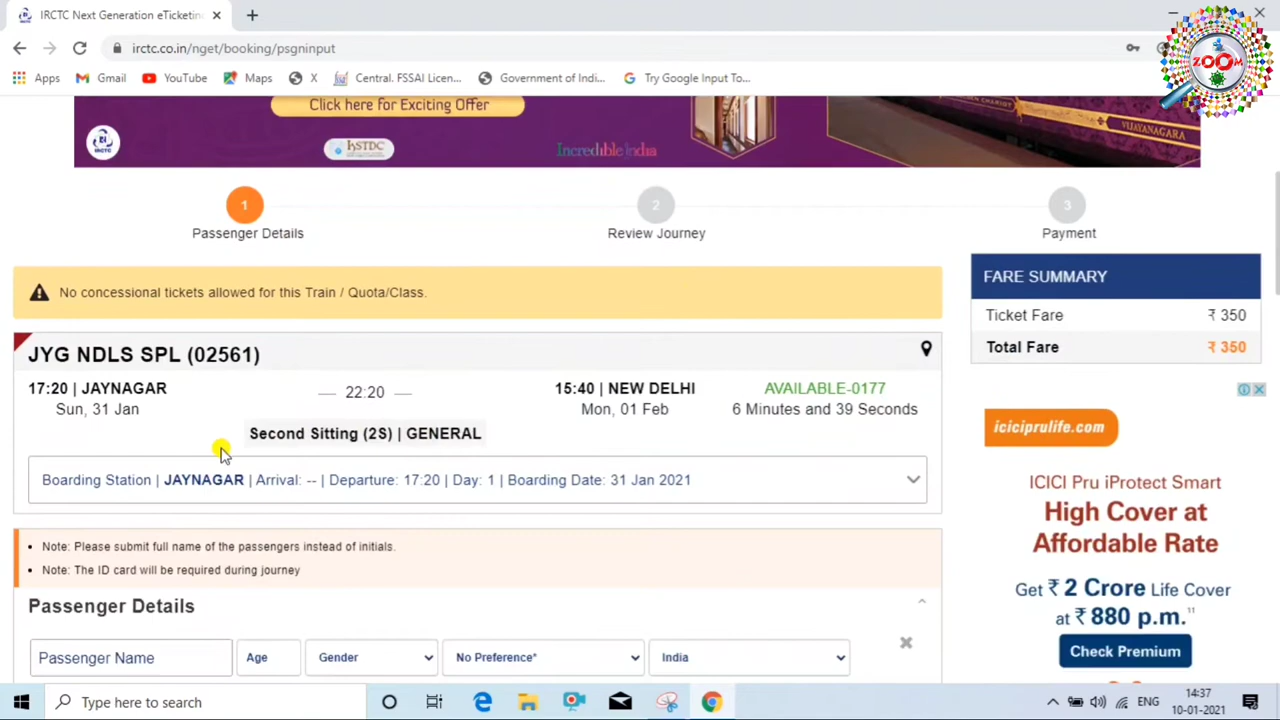 IRCTC Next Generation eTicketing
irctc.co.in/nget/booking/psgninput
Apps Gmail YouTube Maps X Central. FSSAI Licen... Government of Indi... Try Google Input To...
ZOOM
Click here for Exciting Offer
IRCTC
KSTDC
Incredible India
GOLDEN CHARIOT
VIJAYANAGARA
1 2 3
Passenger Details Review Journey Payment
No concessional tickets allowed for this Train / Quota/Class.
FARE SUMMARY
Ticket Fare ₹ 350
Total Fare ₹ 350
JYG NDLS SPL (02561)
17:20 | JAYNAGAR — 22:20 — 15:40 | NEW DELHI AVAILABLE-0177
Sun, 31 Jan Mon, 01 Feb 6 Minutes and 39 Seconds
Second Sitting (2S) | GENERAL
Boarding Station | JAYNAGAR | Arrival: -- | Departure: 17:20 | Day: 1 | Boarding Date: 31 Jan 2021
Note: Please submit full name of the passengers instead of initials.
Note: The ID card will be required during journey
Passenger Details
Passenger Name Age Gender No Preference* India
iciciprulife.com
ICICI Pru iProtect Smart
High Cover at
Affordable Rate
Get ₹ 2 Crore Life Cover
at ₹ 880 p.m.11
Check Premium
Type here to search
ENG
14:37
10-01-2021